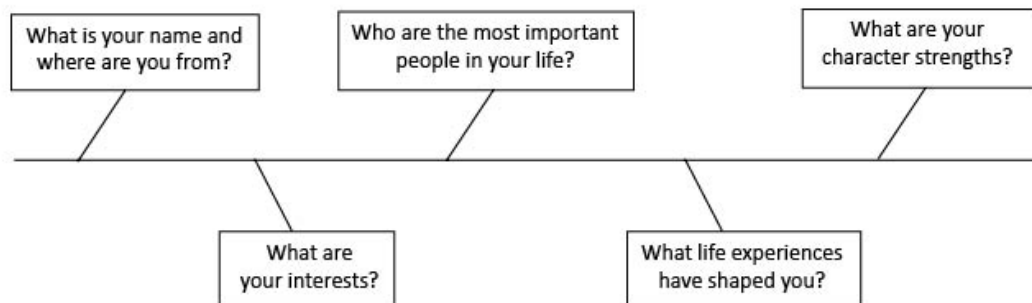 What is your name and
where are you from?
Who are the most important
people in your life?
What are your
character strengths?
What are
your interests?
What life experiences
have shaped you?